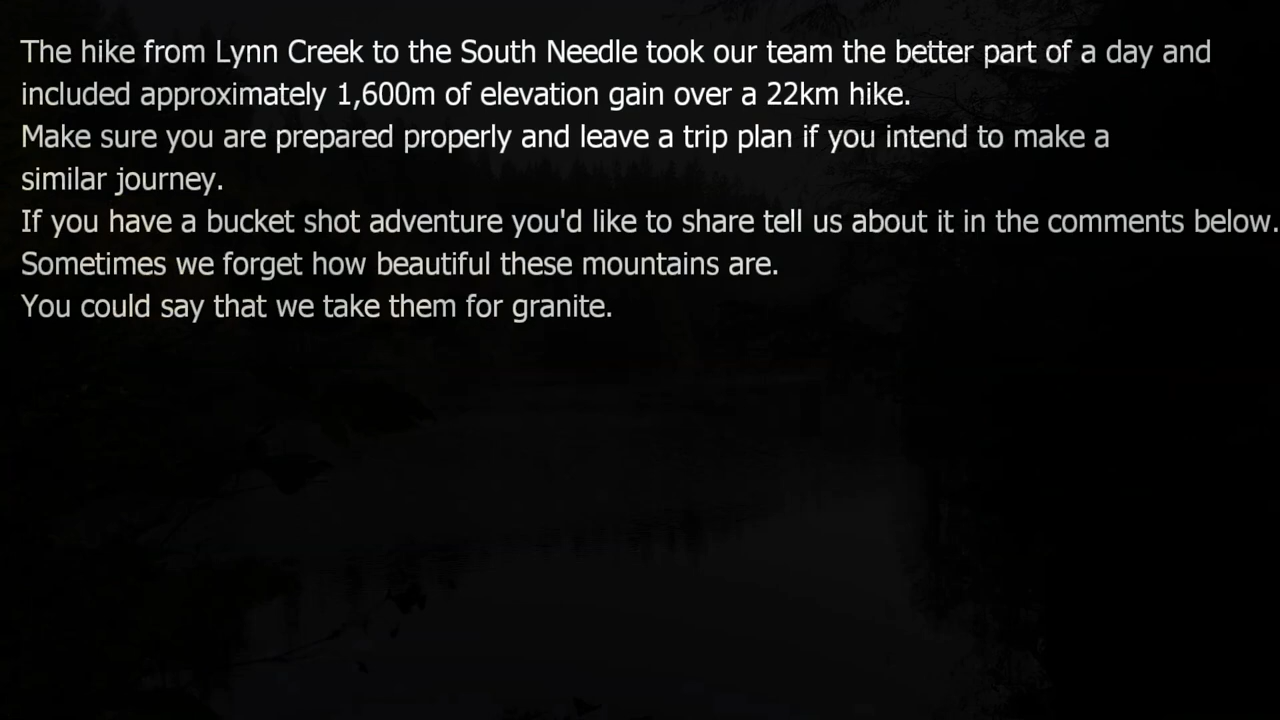 The hike from Lynn Creek to the South Needle took our team the better part of a day and
included approximately 1,600m of elevation gain over a 22km hike.
Make sure you are prepared properly and leave a trip plan if you intend to make a
similar journey.
If you have a bucket shot adventure you'd like to share tell us about it in the comments below.
Sometimes we forget how beautiful these mountains are.
You could say that we take them for granite.